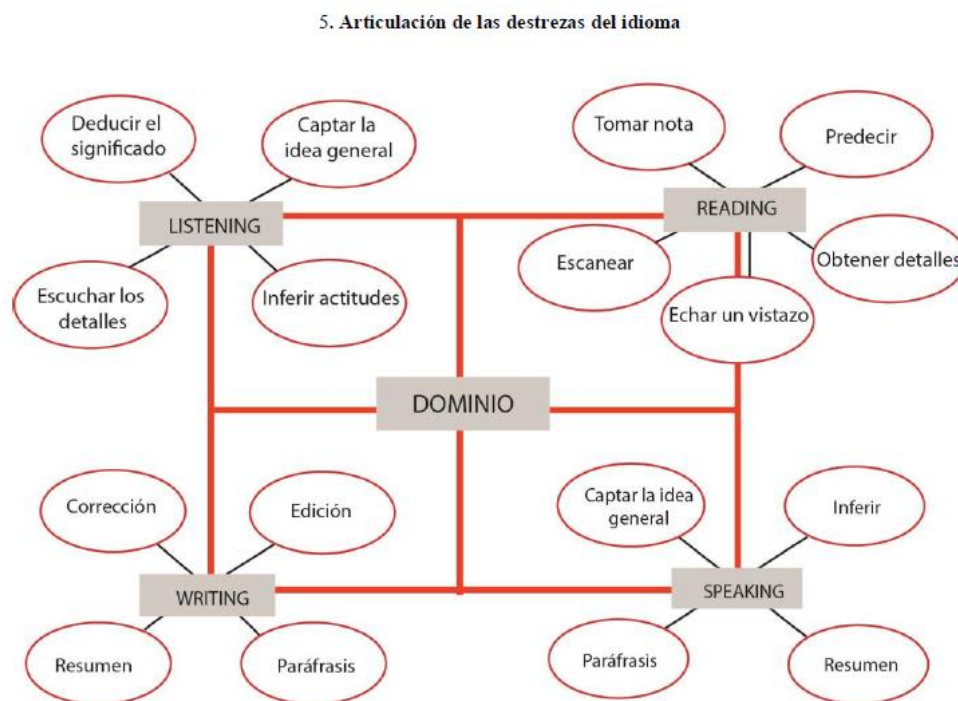 5. Articulación de las destrezas del idioma
Deducir el
significado
Captar la
idea general
LISTENING
Escuchar los
detalles
Inferir actitudes
Tomar nota
Predecir
READING
Escanear
Obtener detalles
Echar un vistazo
DOMINIO
Corrección
Edición
WRITING
Resumen
Paráfrasis
Captar la idea
general
Inferir
SPEAKING
Paráfrasis
Resumen